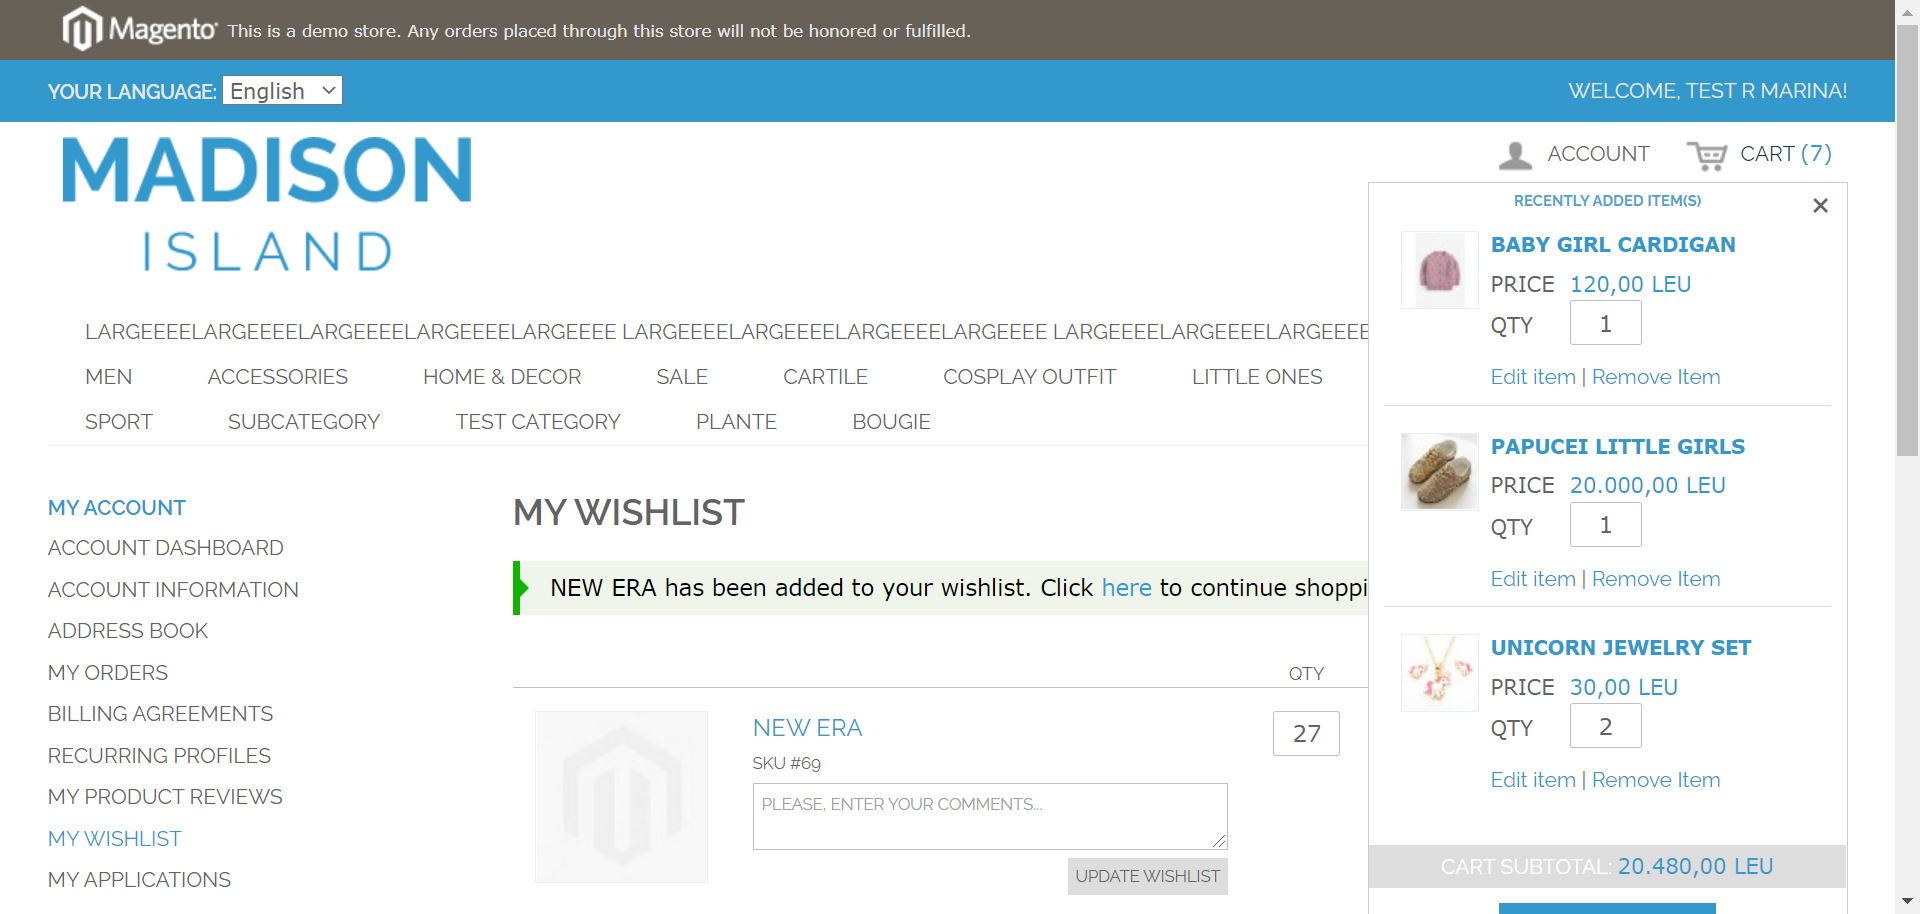 Magento This is a demo store. Any orders placed through this store will not be honored or fulfilled.
YOUR LANGUAGE: English
WELCOME, TEST R MARINA!
MADISON
ISLAND
ACCOUNT
CART (7)
LARGEEEELARGEEEELARGEEEELARGEEEELARGEEEE LARGEEEELARGEEEELARGEEEELARGEEEE LARGEEEELARGEEEELARGEEEE
MEN ACCESSORIES HOME & DECOR SALE CARTILE COSPLAY OUTFIT LITTLE ONES
SPORT SUBCATEGORY TEST CATEGORY PLANTE BOUGIE
RECENTLY ADDED ITEM(S)
×
BABY GIRL CARDIGAN
PRICE 120,00 LEU
QTY 1
Edit item | Remove Item
PAPUCEI LITTLE GIRLS
PRICE 20.000,00 LEU
QTY 1
Edit item | Remove Item
UNICORN JEWELRY SET
PRICE 30,00 LEU
QTY 2
Edit item | Remove Item
CART SUBTOTAL: 20.480,00 LEU
MY ACCOUNT
ACCOUNT DASHBOARD
ACCOUNT INFORMATION
ADDRESS BOOK
MY ORDERS
BILLING AGREEMENTS
RECURRING PROFILES
MY PRODUCT REVIEWS
MY WISHLIST
MY APPLICATIONS
MY WISHLIST
NEW ERA has been added to your wishlist. Click here to continue shoppi
QTY
NEW ERA
27
SKU #69
PLEASE, ENTER YOUR COMMENTS...
UPDATE WISHLIST